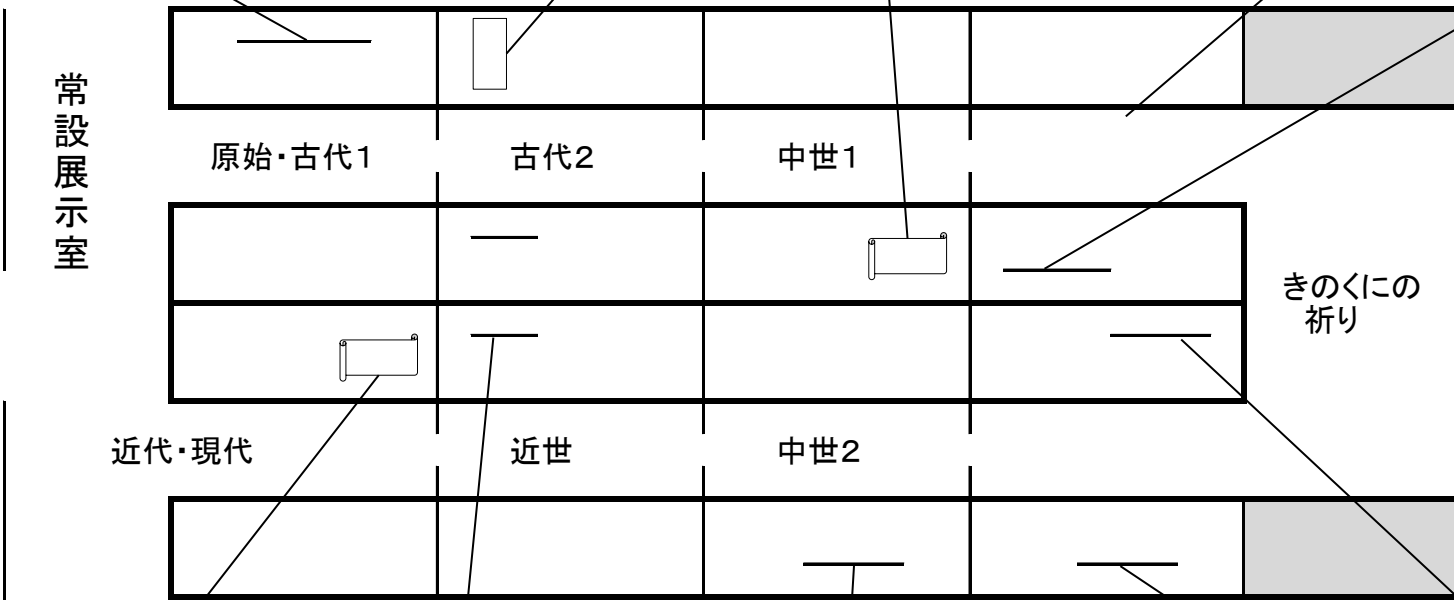 常設展示室
原始・古代1
古代2
中世1
きのくにの
祈り
近代・現代
近世
中世2